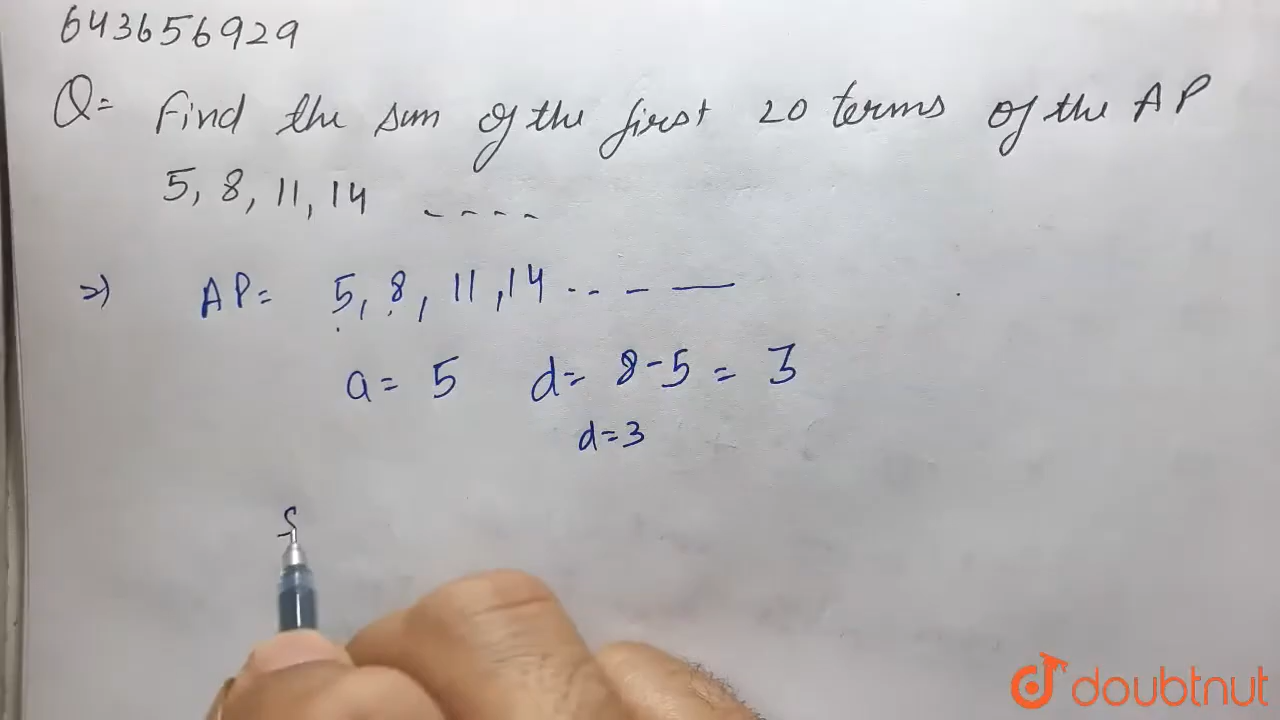 643656929
Q= Find the sum of the first 20 terms of the AP
5, 8, 11, 14 ----
=) AP= 5, 8, 11, 14 ..--—
a= 5 d= 8-5 = 3
d=3
S
doubtnut